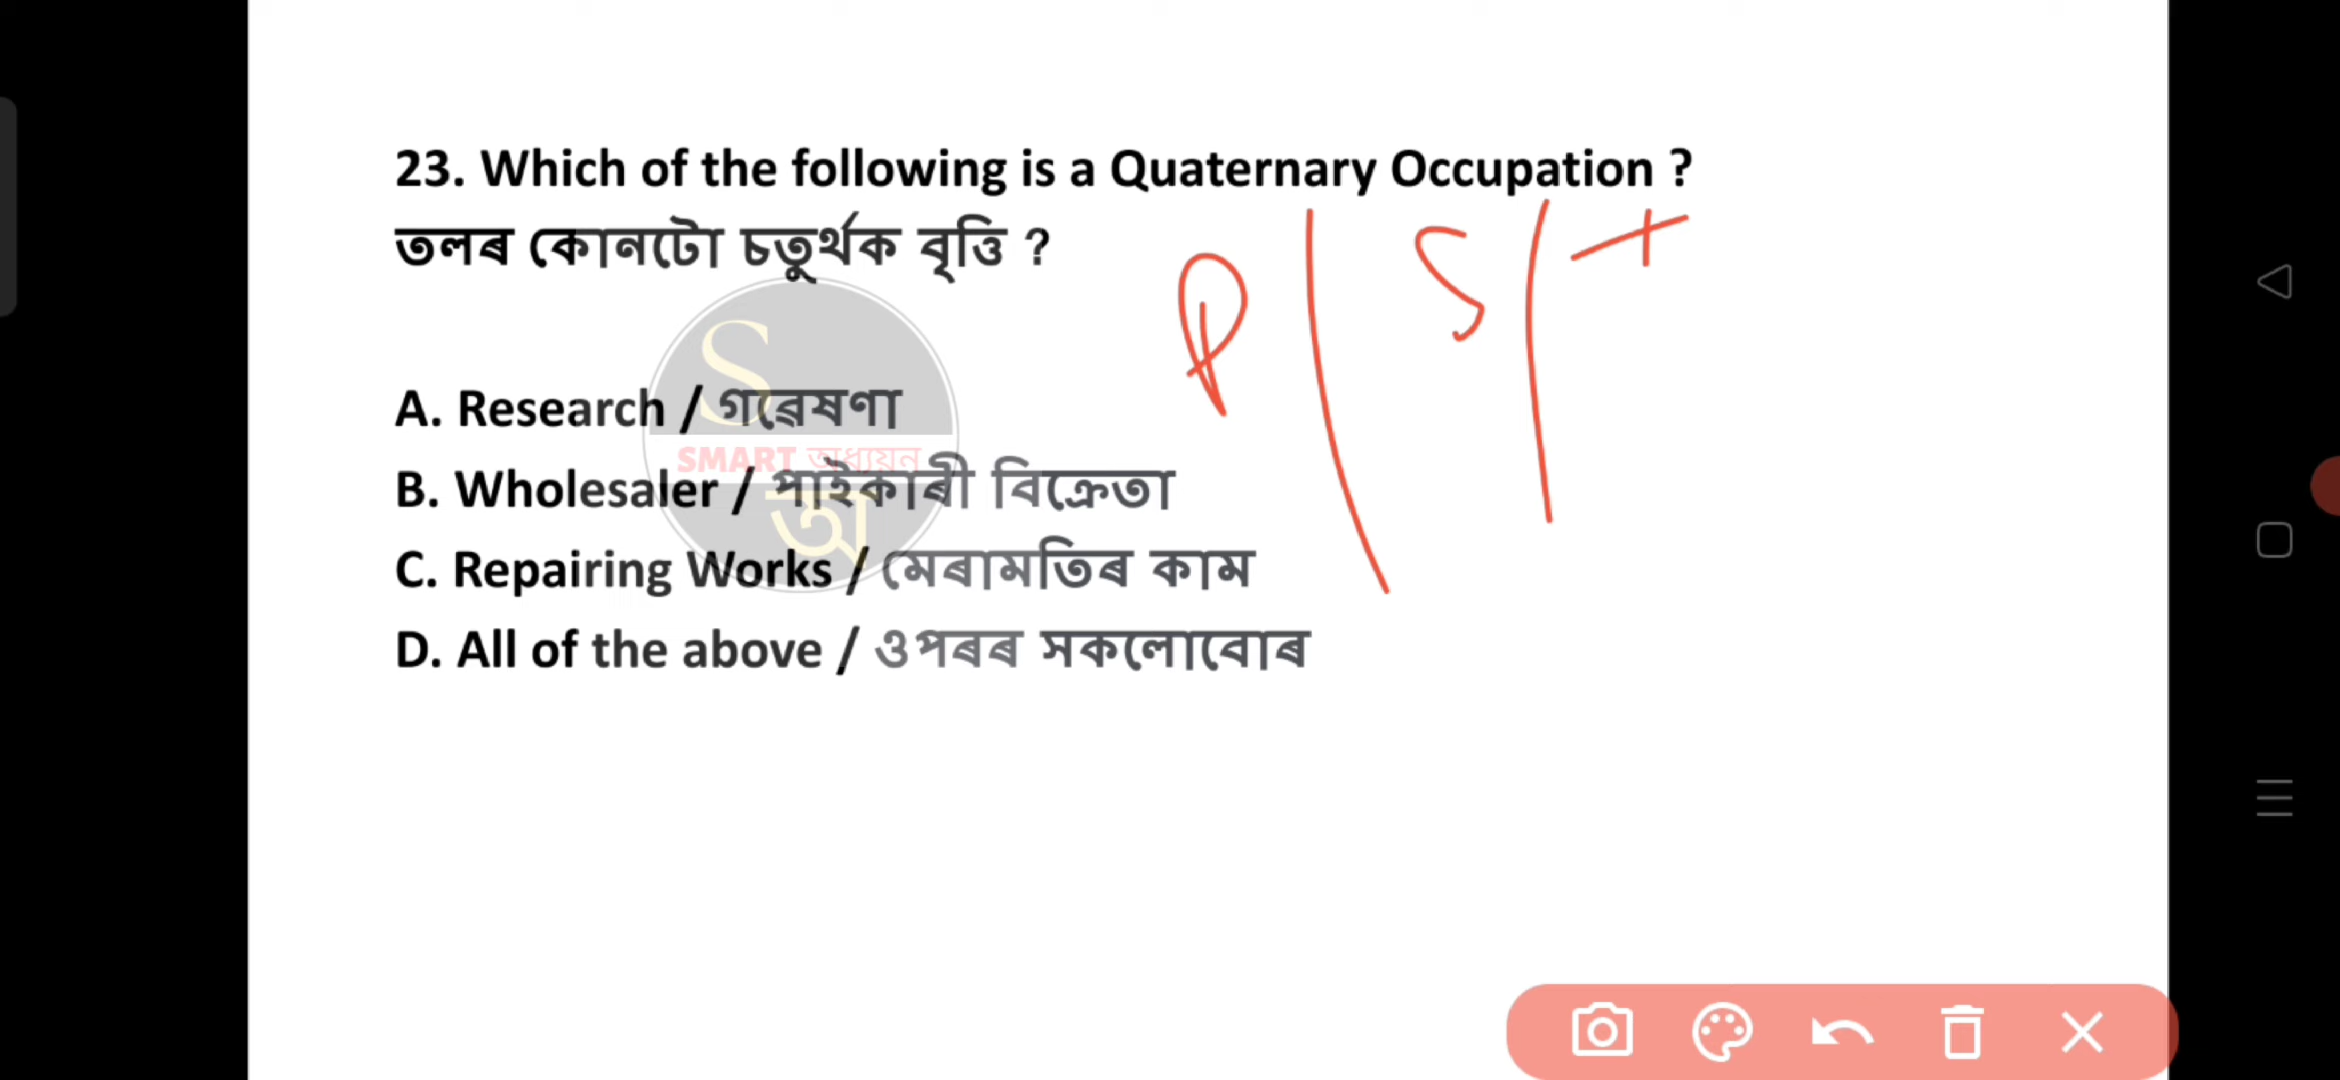 23. Which of the following is a Quaternary Occupation ?
তলৰ কোনটো চতুৰ্থক বৃত্তি ?
P | S | T
A. Research / গৱেষণা
SMART অধ্যয়ন
B. Wholesaler / পাইকাৰী বিক্ৰেতা
C. Repairing Works / মেৰামতিৰ কাম
D. All of the above / ওপৰৰ সকলোবোৰ
S
অ